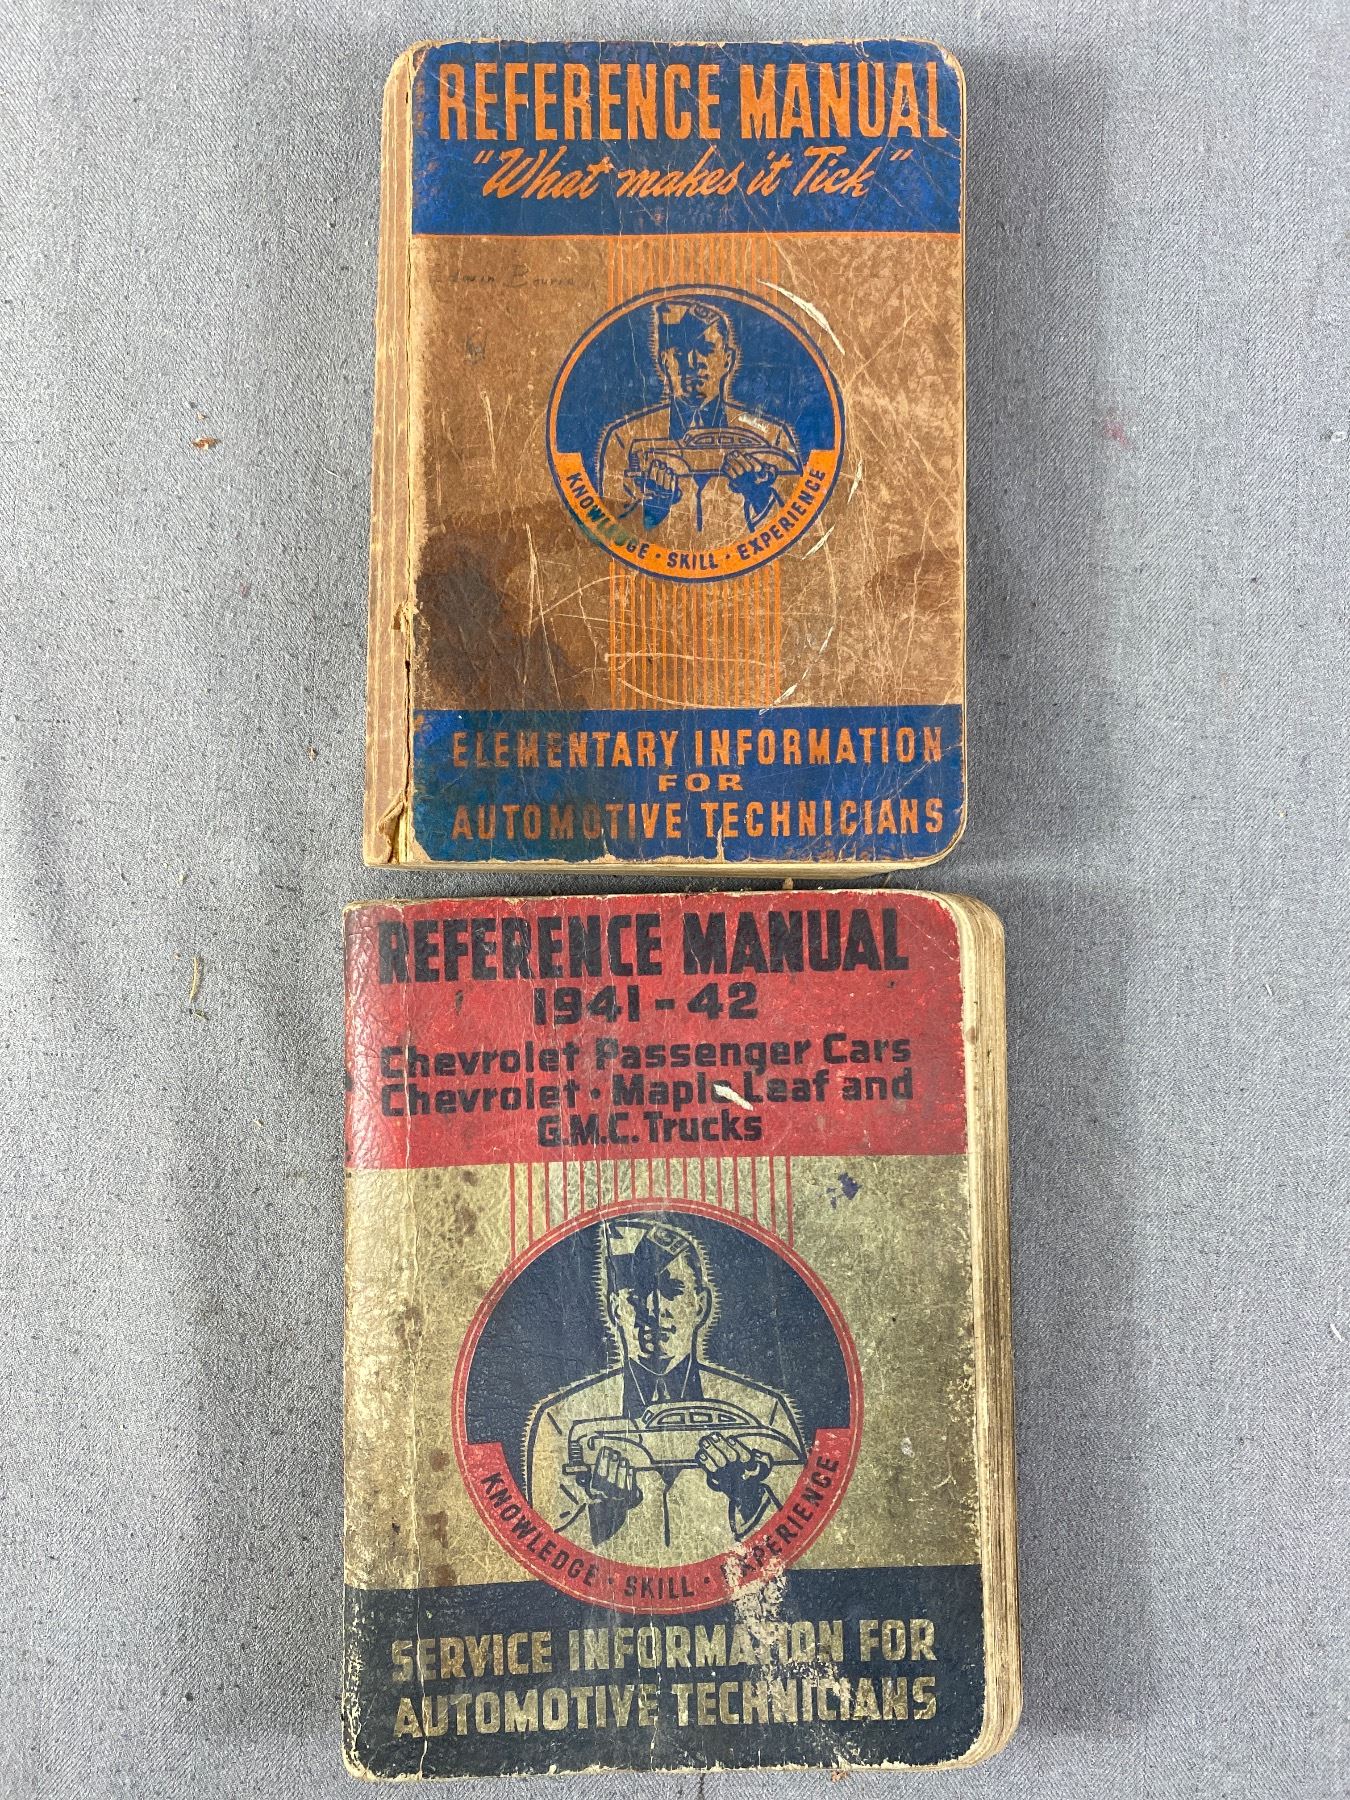 REFERENCE MANUAL
"What makes it Tick"
Edwin
KNOWLEDGE · SKILL · EXPERIENCE
ELEMENTARY INFORMATION
FOR
AUTOMOTIVE TECHNICIANS
REFERENCE MANUAL
1941-42
Chevrolet Passenger Cars
Chevrolet · Maple Leaf and
G.M.C. Trucks
KNOWLEDGE · SKILL · EXPERIENCE
SERVICE INFORMATION FOR
AUTOMOTIVE TECHNICIANS